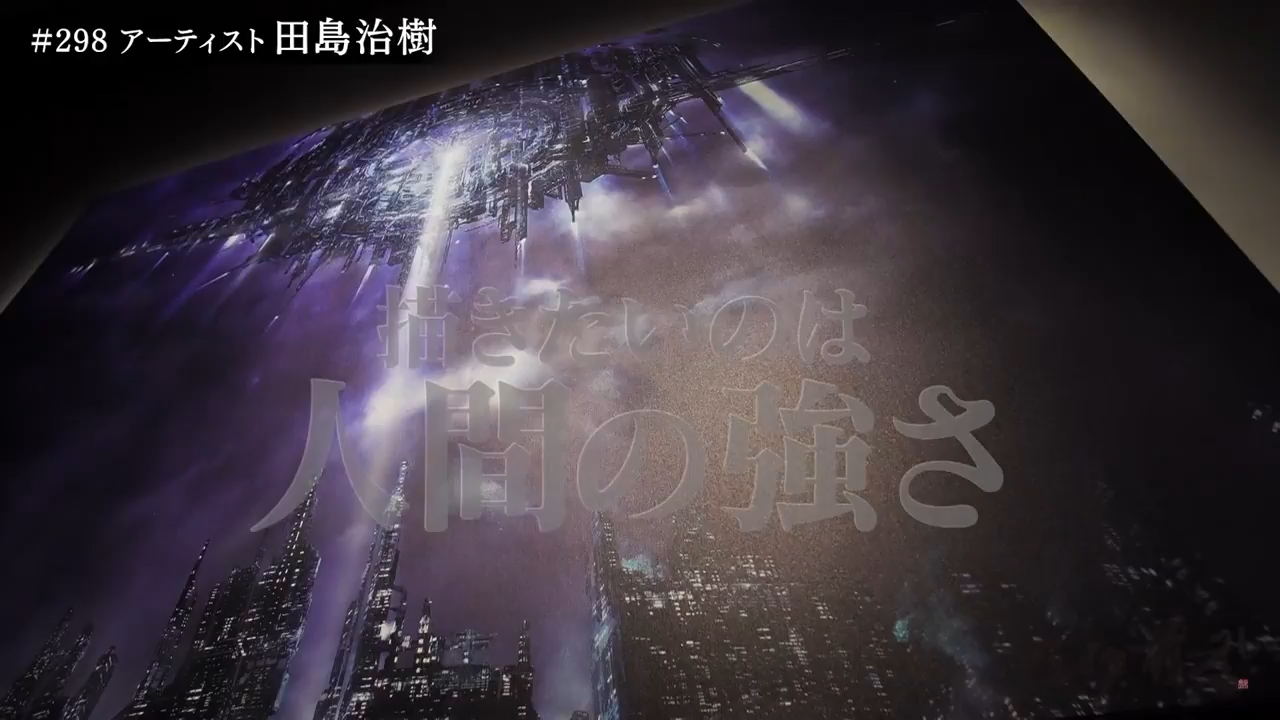 #298 アーティスト 田島治樹
描きたいのは
人間の強さ